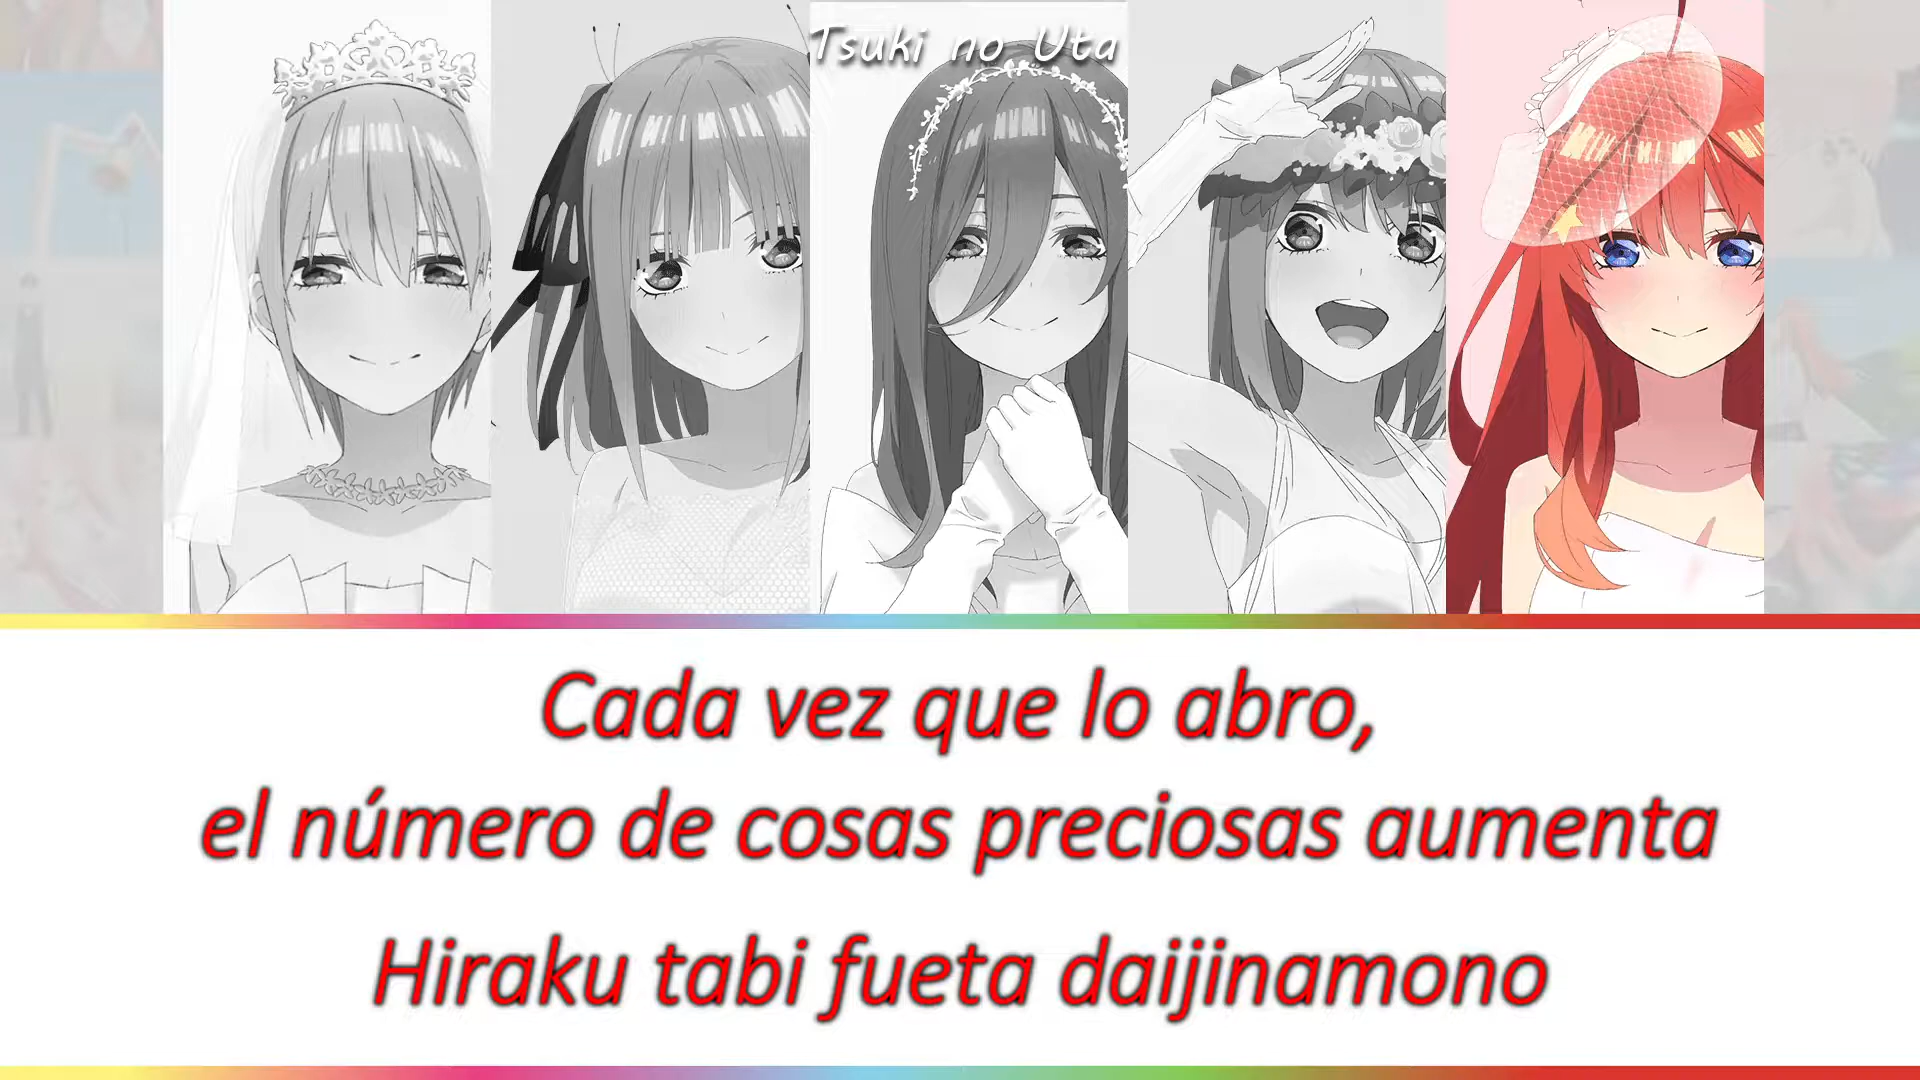 Tsuki no Uta
Cada vez que lo abro,
el número de cosas preciosas aumenta
Hiraku tabi fueta daijinamono